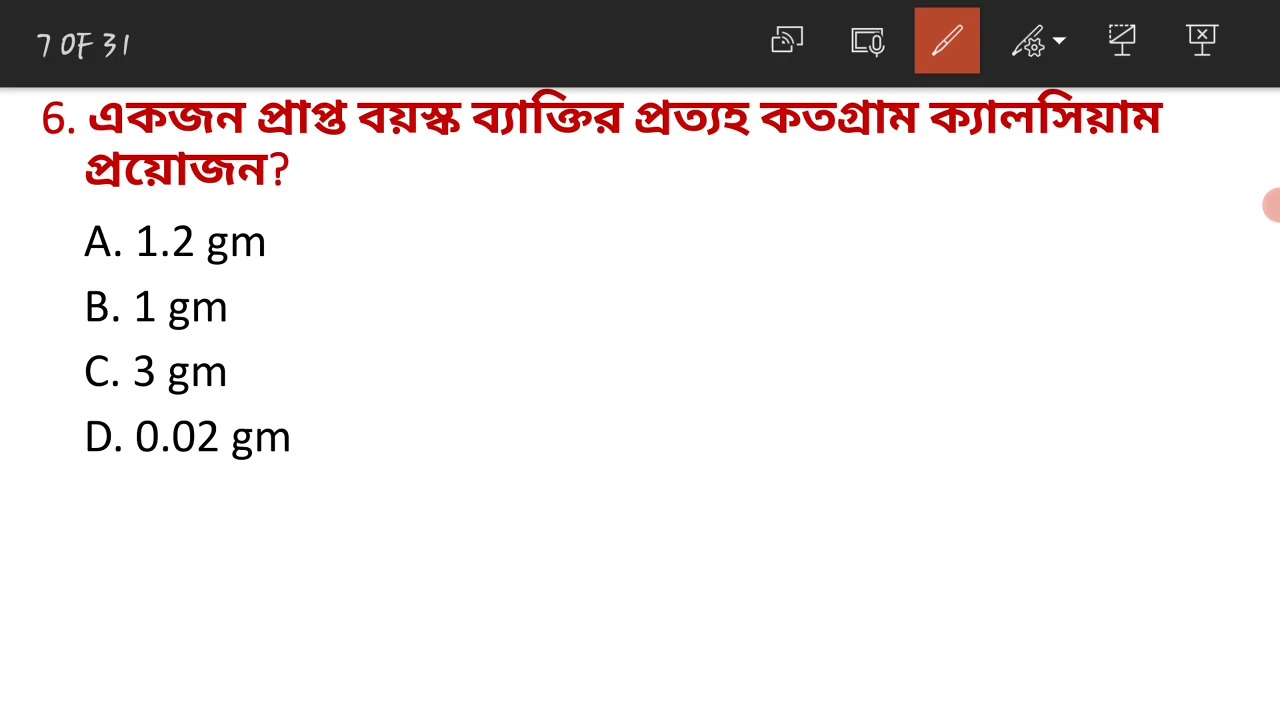 7 OF 31
6. একজন প্রাপ্ত বয়স্ক ব্যাক্তির প্রত্যহ কতগ্রাম ক্যালসিয়াম
প্রয়োজন?
A. 1.2 gm
B. 1 gm
C. 3 gm
D. 0.02 gm